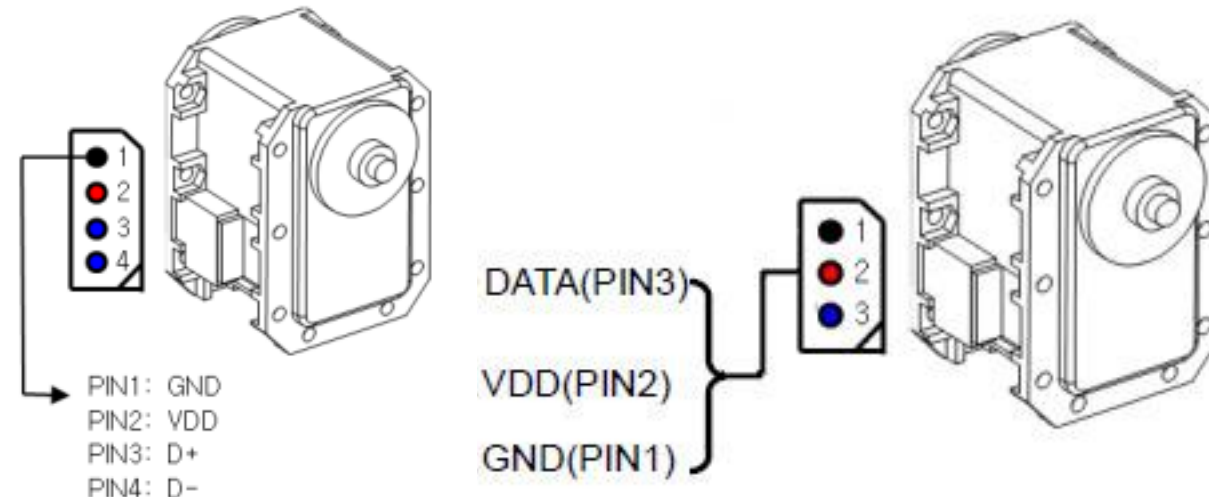 1
2
3
4
PIN1: GND
PIN2: VDD
PIN3: D+
PIN4: D-
1
2
3
DATA(PIN3)
VDD(PIN2)
GND(PIN1)